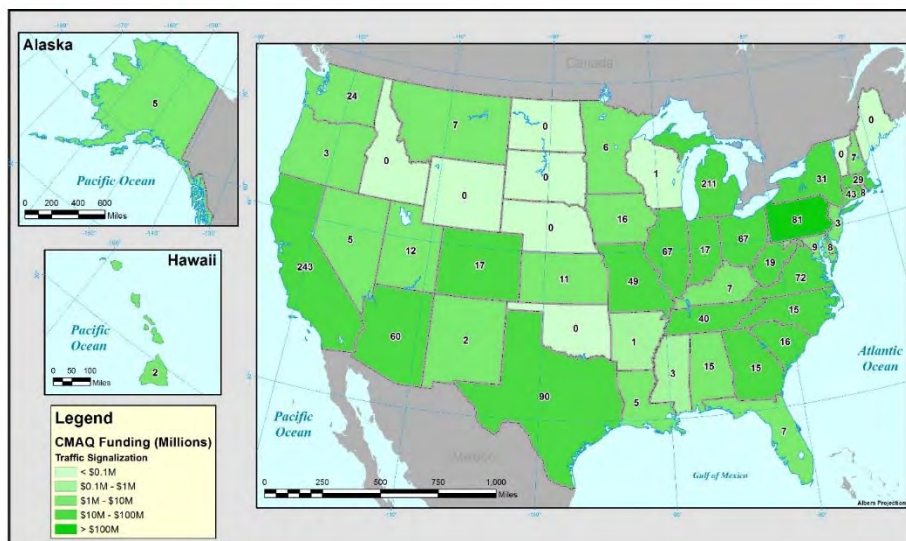 Alaska
5
Pacific Ocean
0 200 400 600
Miles
Hawaii
Pacific Ocean
0 50 100
Miles
2
Legend
CMAQ Funding (Millions)
Traffic Signalization
< $0.1M
$0.1M - $1M
$1M - $10M
$10M - $100M
> $100M
Canada
24
7
0
6
0
3
0
0
1
211
31
0
7
29
43
8
0
0
16
81
3
243
5
12
17
11
49
67
17
67
19
9
8
72
7
60
2
0
1
40
15
16
90
5
3
15
15
7
Pacific Ocean
Atlantic Ocean
Mexico
Gulf of Mexico
0 250 500 750 1,000
Miles
Albers Projection